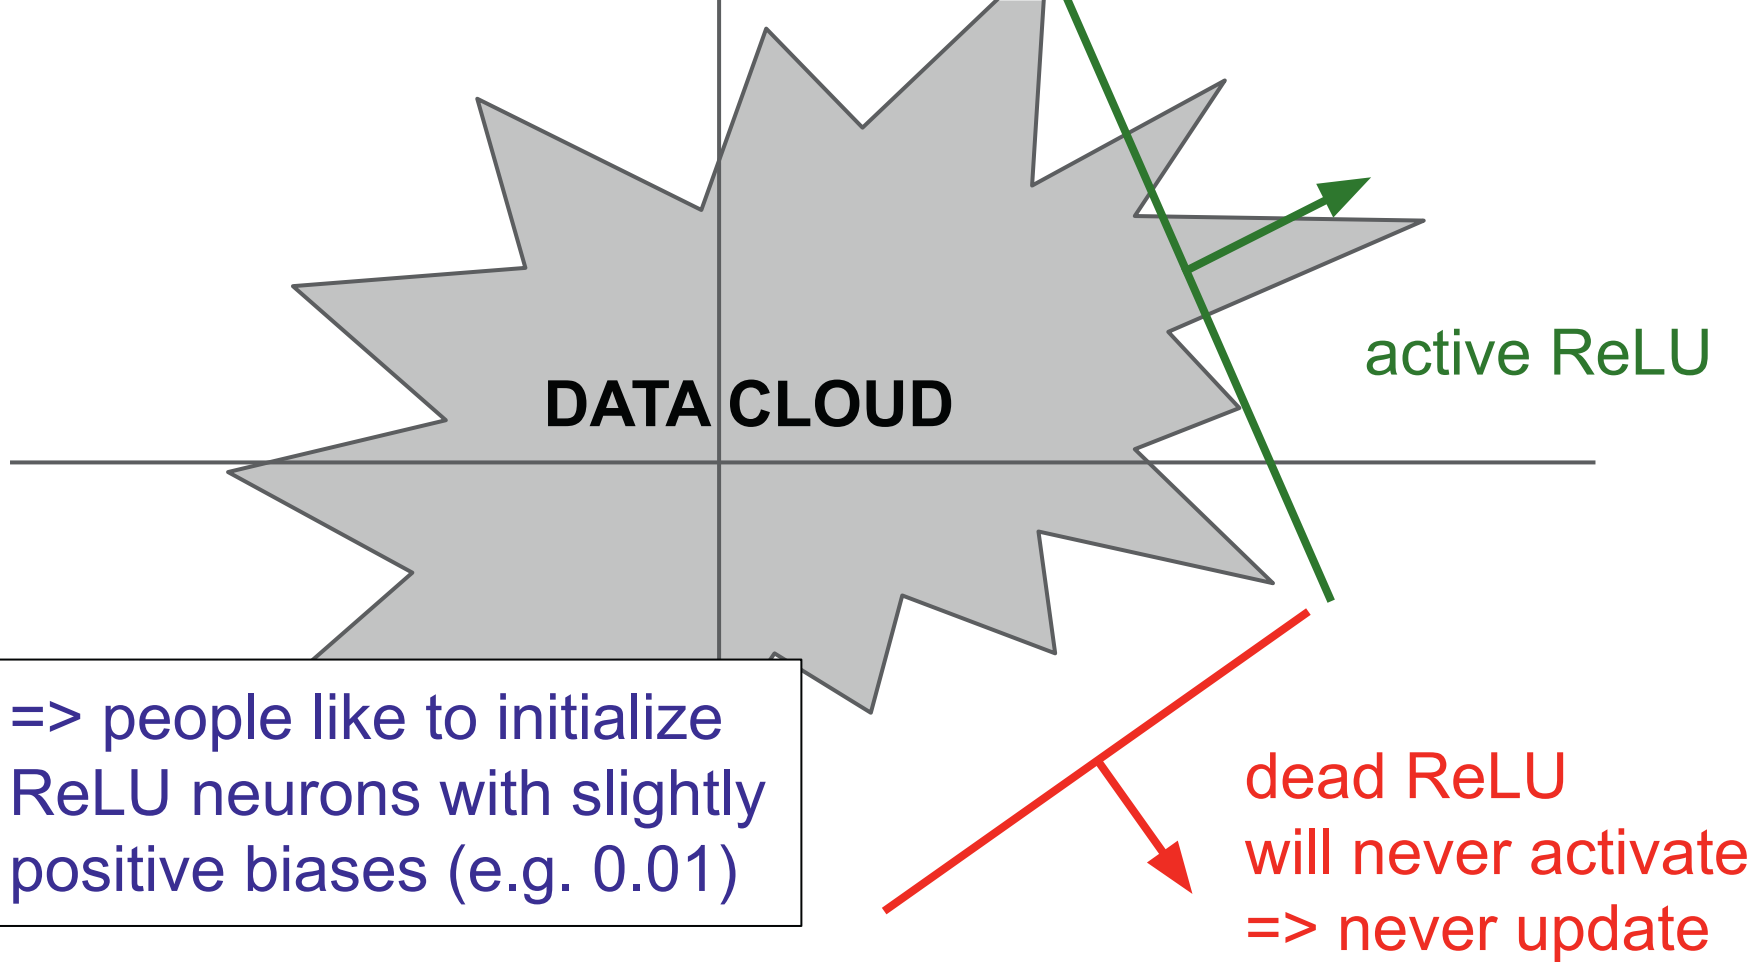 active ReLU
DATA CLOUD
=> people like to initialize
ReLU neurons with slightly
positive biases (e.g. 0.01)
dead ReLU
will never activate
=> never update